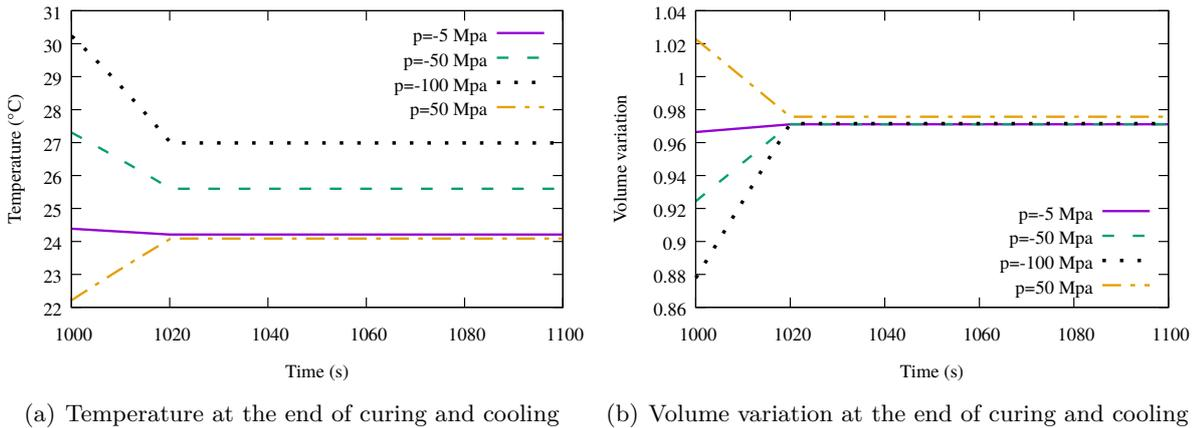 31
30
29
28
27
26
25
24
23
22
Temperature (°C)
1000 1020 1040 1060 1080 1100
Time (s)
p=-5 Mpa
p=-50 Mpa
p=-100 Mpa
p=50 Mpa
(a) Temperature at the end of curing and cooling
1.04
1.02
1
0.98
0.96
0.94
0.92
0.9
0.88
0.86
Volume variation
1000 1020 1040 1060 1080 1100
Time (s)
p=-5 Mpa
p=-50 Mpa
p=-100 Mpa
p=50 Mpa
(b) Volume variation at the end of curing and cooling